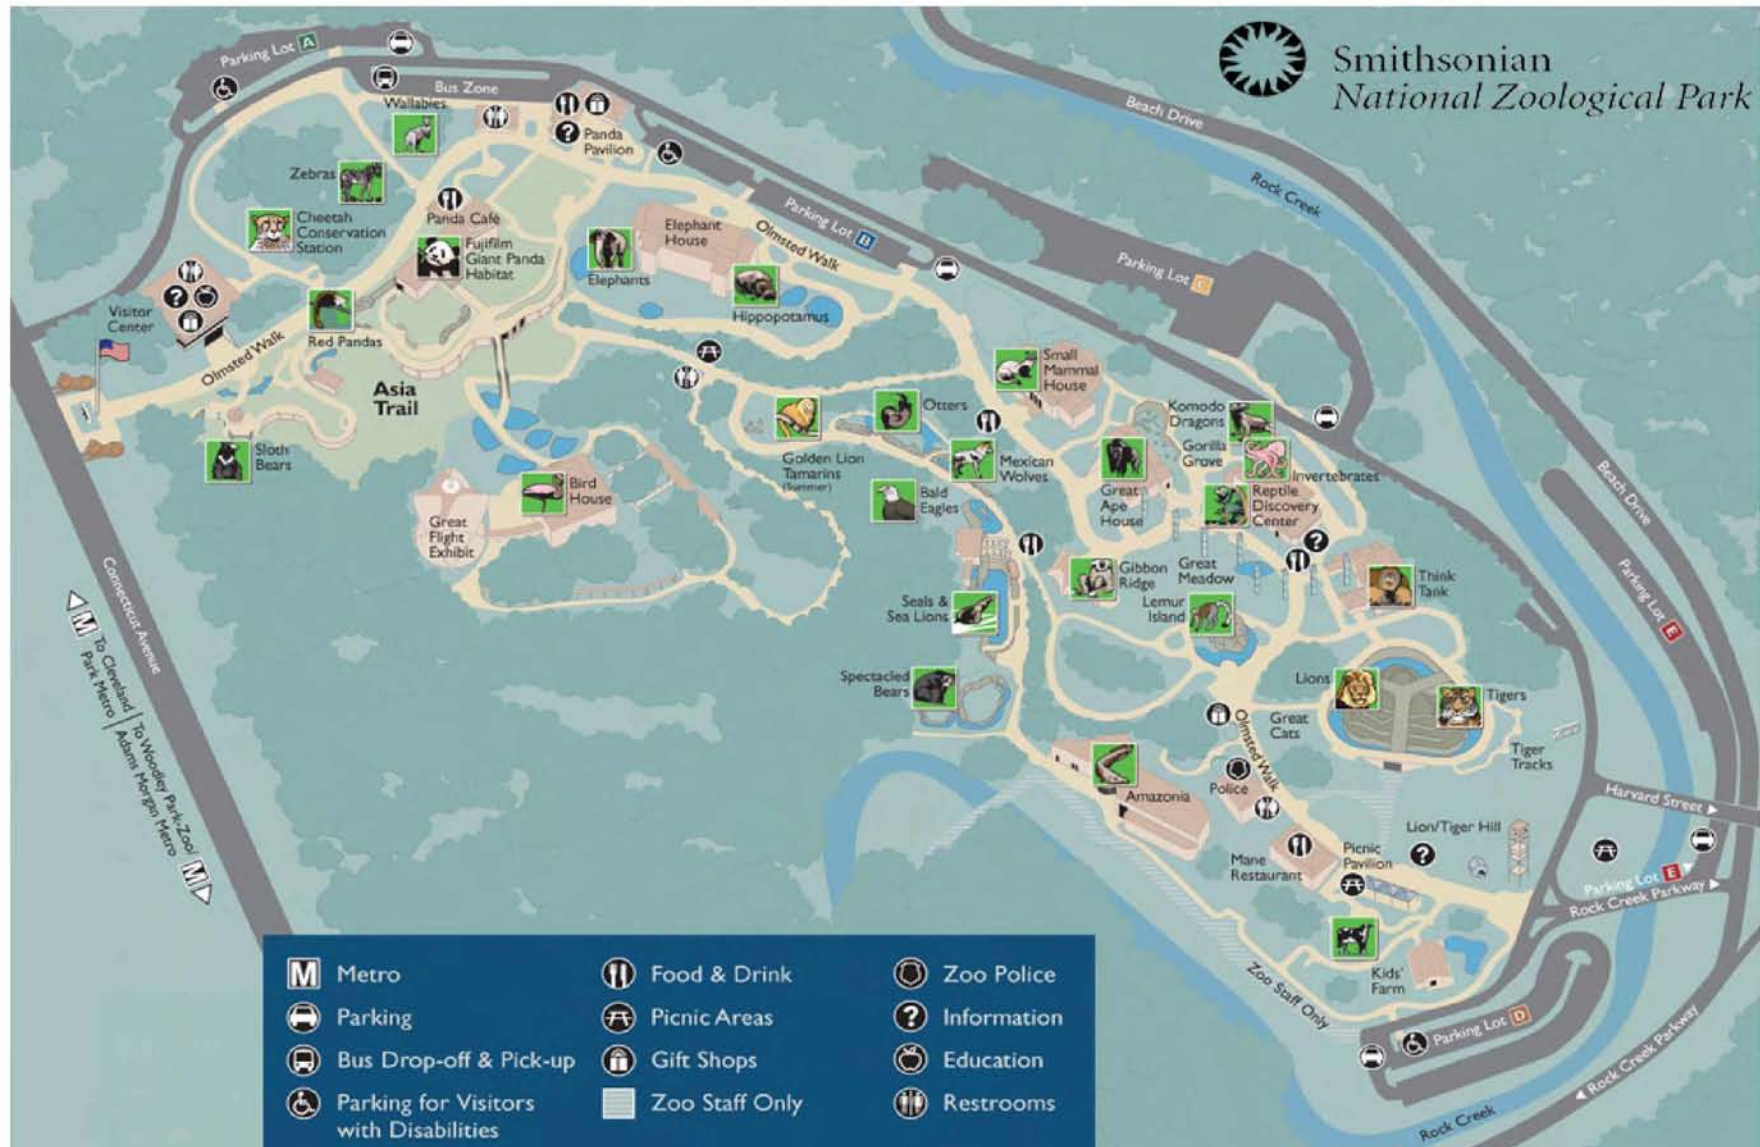 Smithsonian
National Zoological Park
Parking Lot A
Bus Zone
Wallabies
Panda
Pavilion
Beach Drive
Rock Creek
Zebras
Cheetah
Conservation
Station
Panda Café
Fujifilm
Giant Panda
Habitat
Elephant
House
Elephants
Hippopotamus
Parking Lot B
Olmsted Walk
Parking Lot C
Visitor
Center
Olmsted Walk
Red Pandas
Asia
Trail
Sloth
Bears
Small
Mammal
House
Otters
Golden Lion
Tamarins
(Summer)
Mexican
Wolves
Bald
Eagles
Komodo
Dragons
Gorilla
Grove
Invertebrates
Great
Ape
House
Reptile
Discovery
Center
Bird
House
Great
Flight
Exhibit
Beach Drive
Parking Lot E
Gibbon
Ridge
Great
Meadow
Think
Tank
Lemur
Island
Seals &
Sea Lions
Spectacled
Bears
Lions
Tigers
Great
Cats
Tiger
Tracks
Olmsted Walk
Police
Amazonia
Connecticut Avenue
M To Cleveland
Park Metro
To Woodley Park-Zoo/
Adams Morgan Metro M
Harvard Street
Lion/Tiger Hill
Mane
Restaurant
Picnic
Pavilion
Parking Lot E
Rock Creek Parkway
Kids'
Farm
Zoo Staff Only
Parking Lot D
Rock Creek Parkway
Rock Creek
M Metro
Parking
Bus Drop-off & Pick-up
Parking for Visitors
with Disabilities
Food & Drink
Picnic Areas
Gift Shops
Zoo Staff Only
Zoo Police
? Information
Education
Restrooms